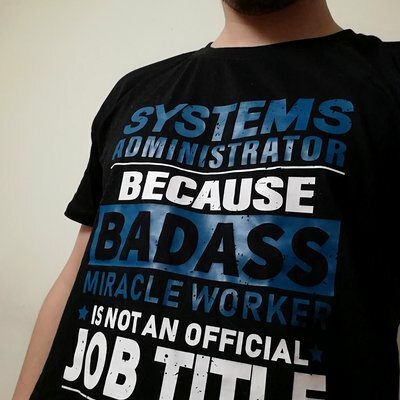 SYSTEMS
ADMINISTRATOR
BECAUSE
BADASS
MIRACLE WORKER
IS NOT AN OFFICIAL
JOB TITLE